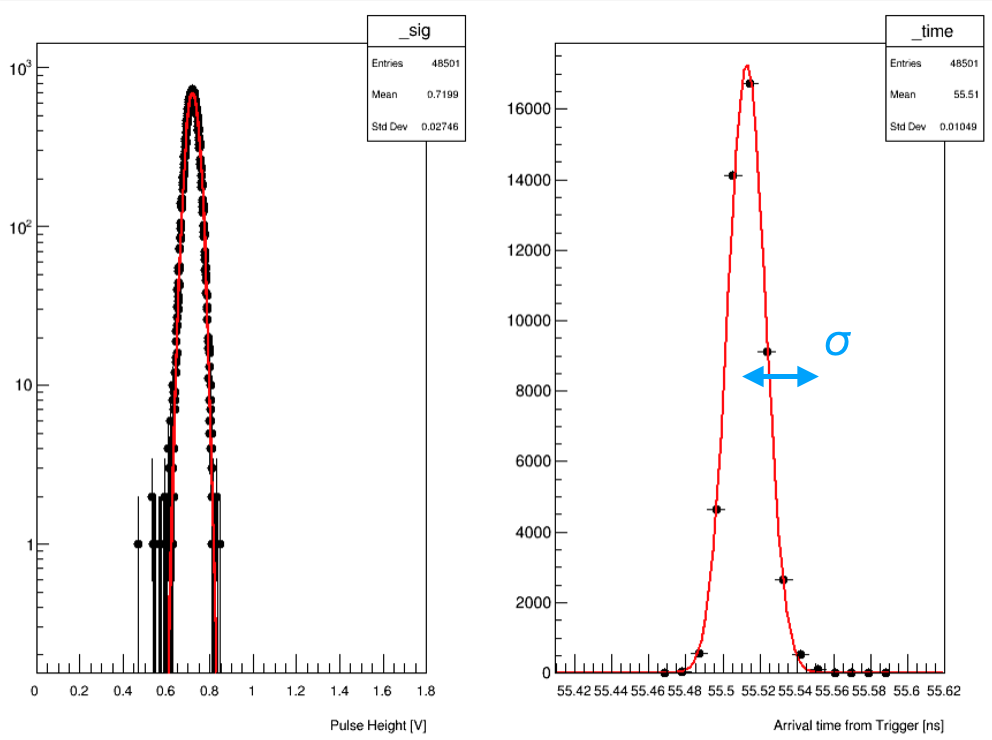 _sig
Entries 48501
Mean 0.7199
Std Dev 0.02746
10³
10²
10
1
0 0.2 0.4 0.6 0.8 1 1.2 1.4 1.6 1.8
Pulse Height [V]
_time
Entries 48501
Mean 55.51
Std Dev 0.01049
16000
14000
12000
10000
8000
6000
4000
2000
0
σ
55.42 55.44 55.46 55.48 55.5 55.52 55.54 55.56 55.58 55.6 55.62
Arrival time from Trigger [ns]